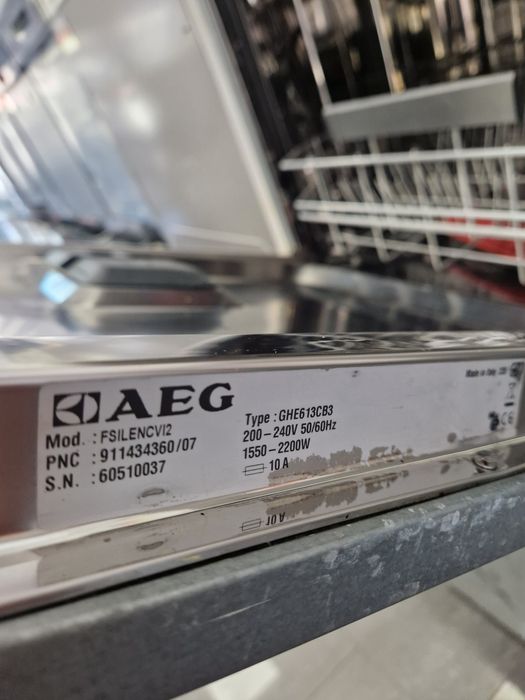 AEG
Mod. : FSILENCVI2
PNC : 911434360/07
S.N. : 60510037
Type : GHE613CB3
200-240V 50/60Hz
1550-2200W
10 A
Made in Italy
10 A